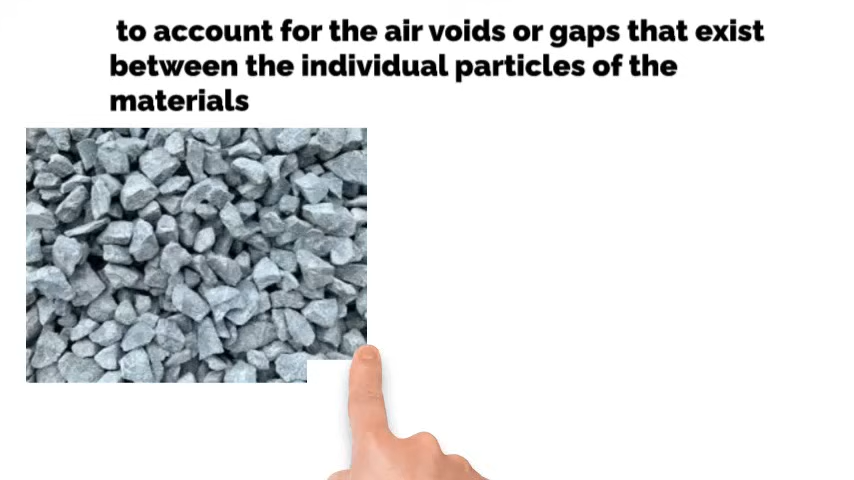 to account for the air voids or gaps that exist
between the individual particles of the
materials